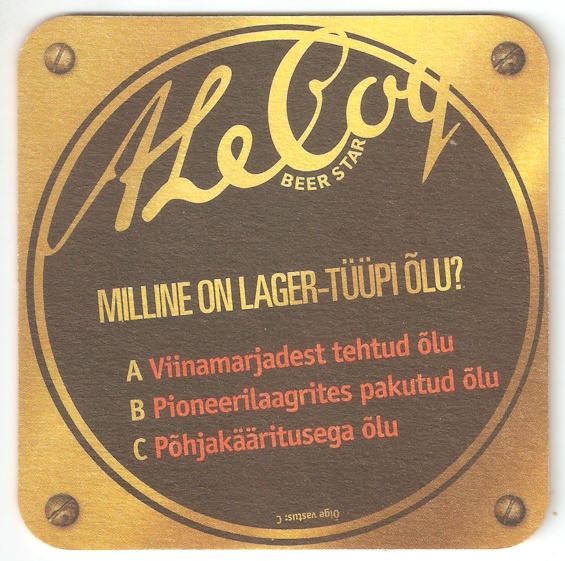 A Le Coq
BEER STAR
MILLINE ON LAGER-TÜÜPI ÕLU?
A Viinamarjadest tehtud õlu
B Pioneerilaagrites pakutud õlu
C Põhjakääritusega õlu
Õige vastus: C